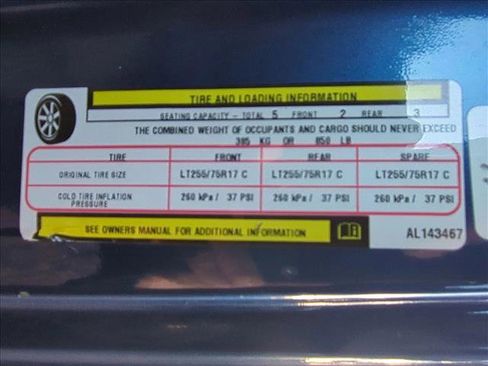 TIRE AND LOADING INFORMATION
SEATING CAPACITY - TOTAL 5 FRONT 2 REAR 3
THE COMBINED WEIGHT OF OCCUPANTS AND CARGO SHOULD NEVER EXCEED
385 KG OR 850 LB
TIRE FRONT REAR SPARE
ORIGINAL TIRE SIZE LT255/75R17 C LT255/75R17 C LT255/75R17 C
COLD TIRE INFLATION PRESSURE 260 kPa / 37 PSI 260 kPa / 37 PSI 260 kPa / 37 PSI
SEE OWNERS MANUAL FOR ADDITIONAL INFORMATION
AL143467